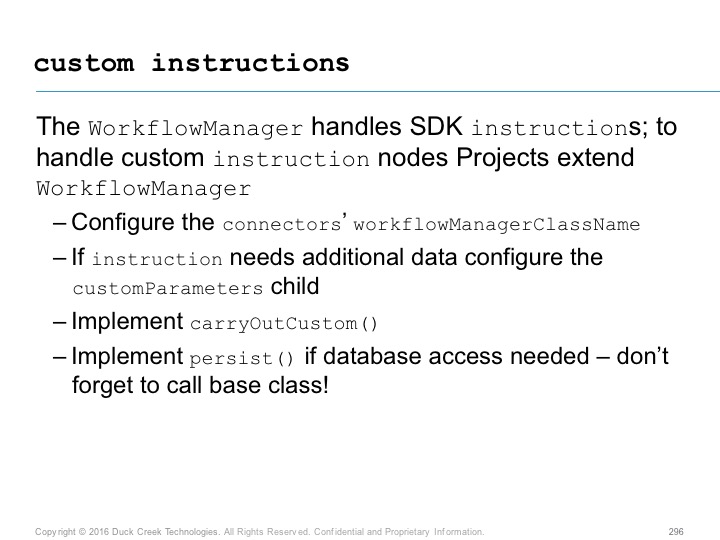 custom instructions
The WorkflowManager handles SDK instructions; to
handle custom instruction nodes Projects extend
WorkflowManager
– Configure the connectors’ workflowManagerClassName
– If instruction needs additional data configure the
customParameters child
– Implement carryOutCustom()
– Implement persist() if database access needed – don’t
forget to call base class!
Copyright © 2016 Duck Creek Technologies. All Rights Reserved. Confidential and Proprietary Information.
296